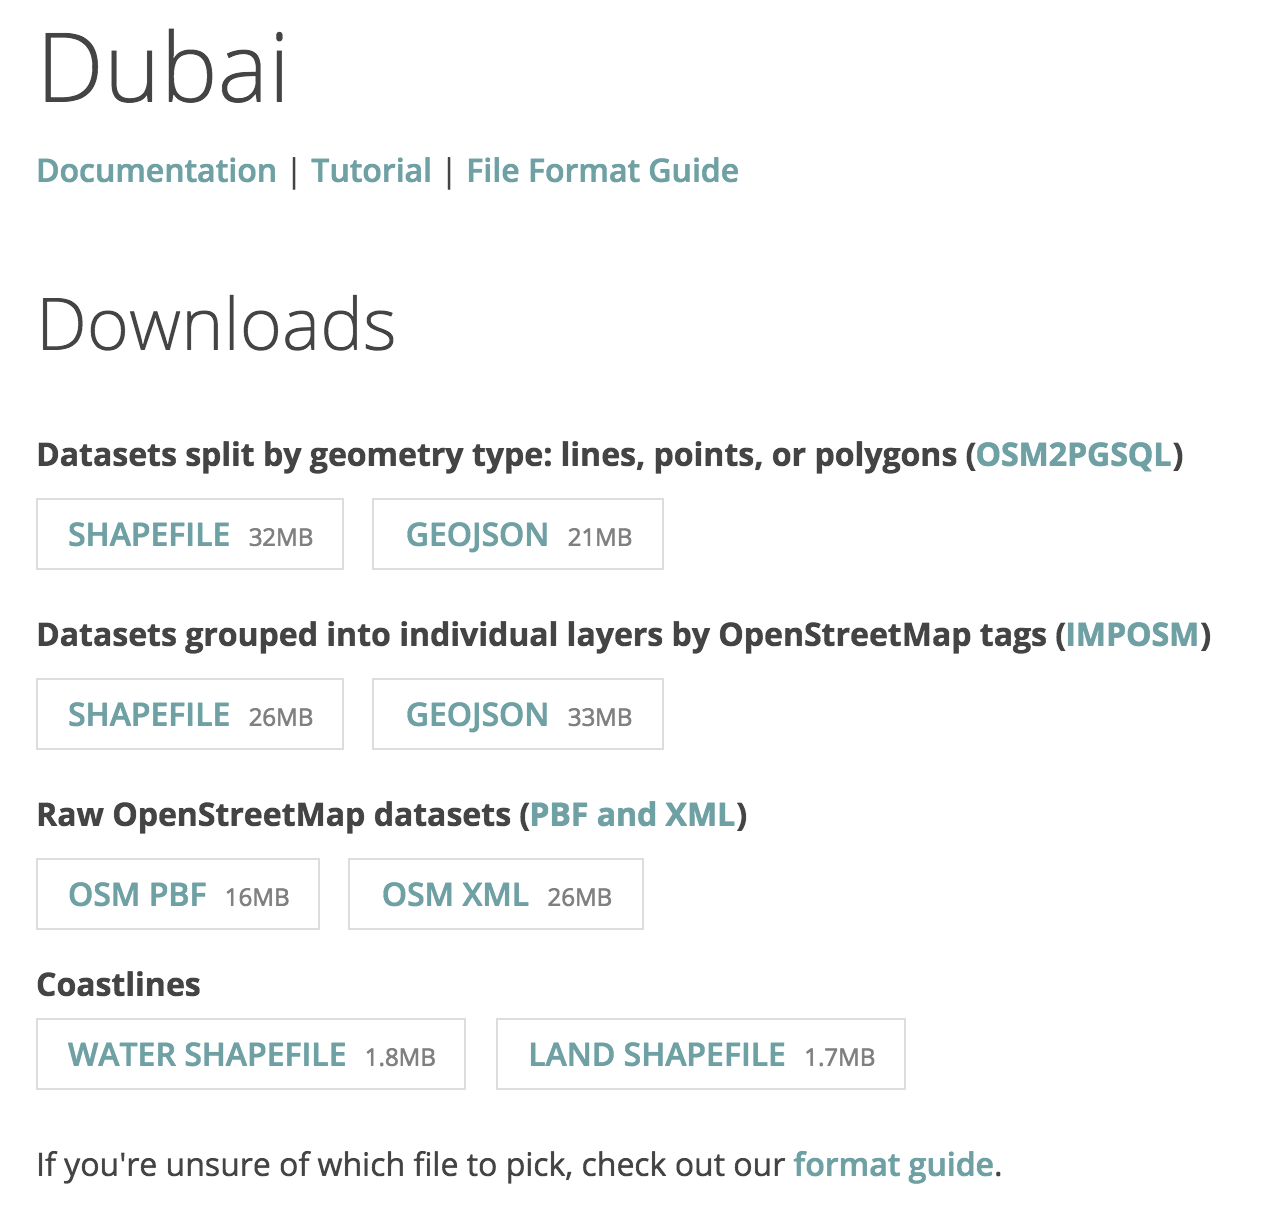 Dubai
Documentation | Tutorial | File Format Guide
Downloads
Datasets split by geometry type: lines, points, or polygons (OSM2PGSQL)
SHAPEFILE 32MB GEOJSON 21MB
Datasets grouped into individual layers by OpenStreetMap tags (IMPOSM)
SHAPEFILE 26MB GEOJSON 33MB
Raw OpenStreetMap datasets (PBF and XML)
OSM PBF 16MB OSM XML 26MB
Coastlines
WATER SHAPEFILE 1.8MB LAND SHAPEFILE 1.7MB
If you're unsure of which file to pick, check out our format guide.